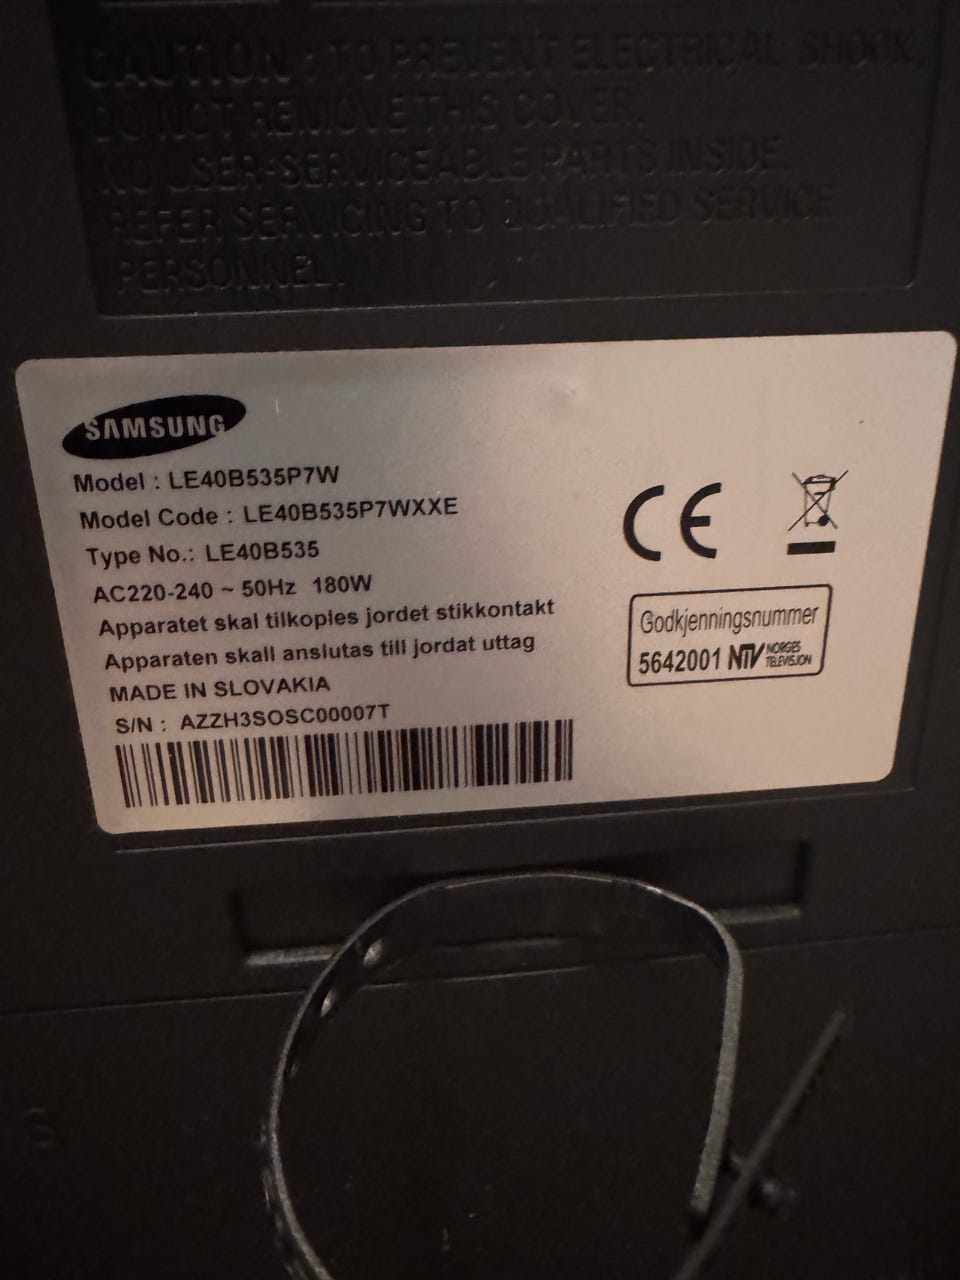 CAUTION : TO PREVENT ELECTRICAL SHOCK,
DO NOT REMOVE THIS COVER.
NO USER-SERVICEABLE PARTS INSIDE.
REFER SERVICING TO QUALIFIED SERVICE
PERSONNEL.
SAMSUNG
Model : LE40B535P7W
Model Code : LE40B535P7WXXE
Type No.: LE40B535
AC220-240 ~ 50Hz 180W
Apparatet skal tilkoples jordet stikkontakt
Apparaten skall anslutas till jordat uttag
MADE IN SLOVAKIA
S/N : AZZH3SOSC00007T
CE
Godkjenningsnummer
5642001 NTV NORGES
TELEVISJON